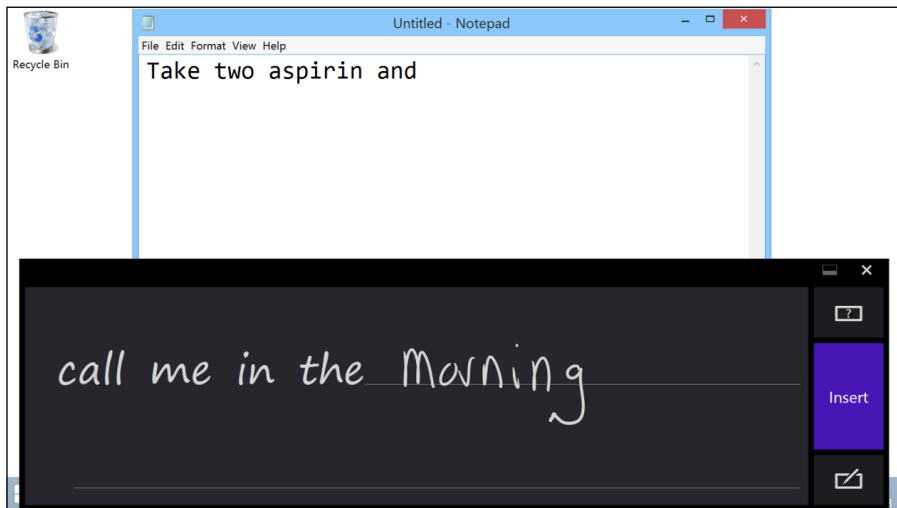 Untitled - Notepad
File Edit Format View Help
Recycle Bin
Take two aspirin and
?
call me in the Morning
Insert